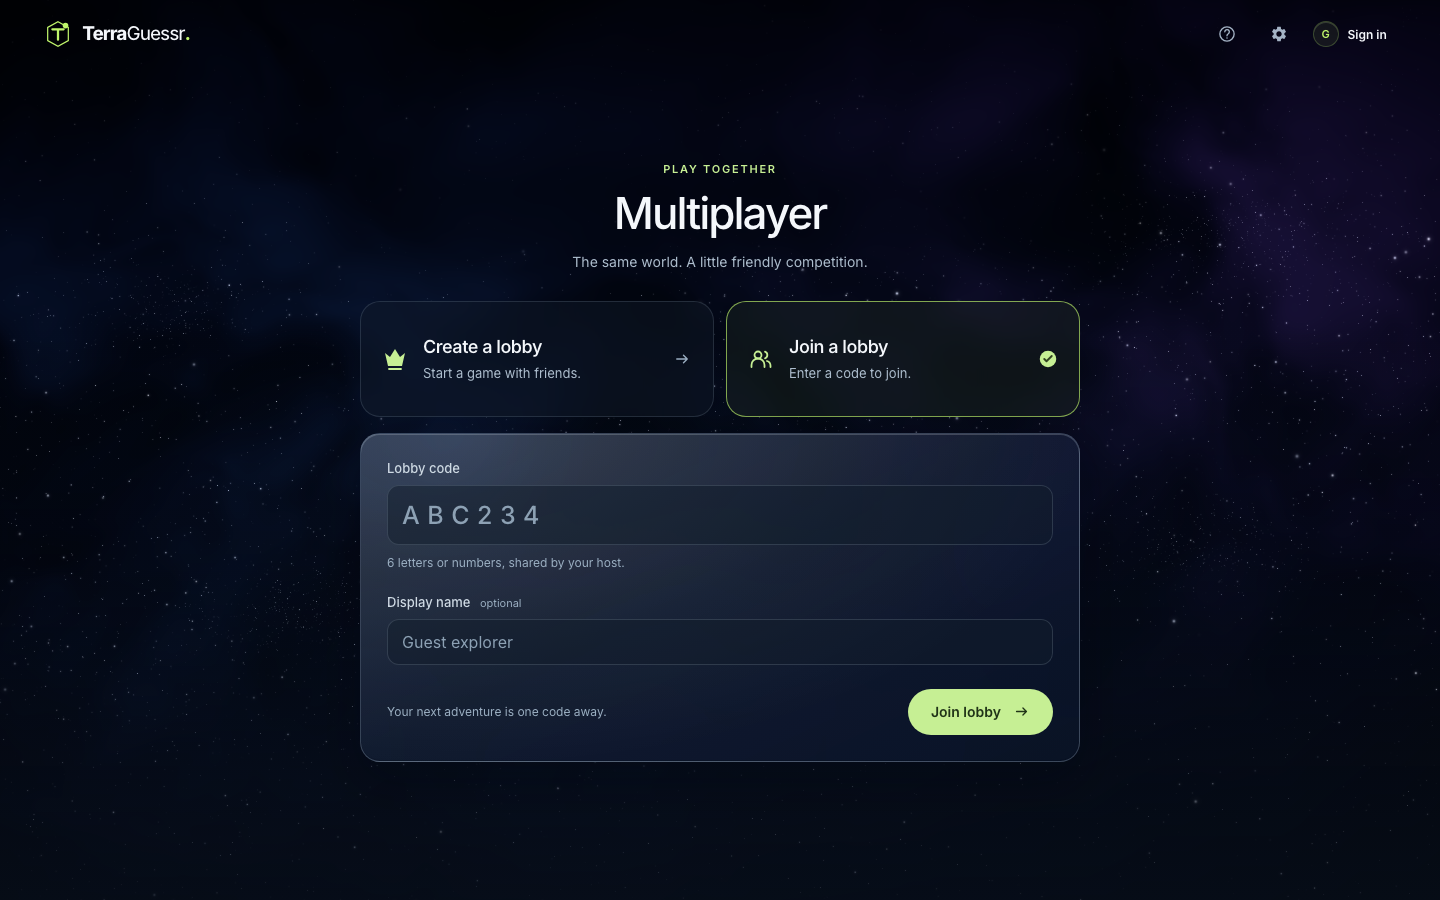 TerraGuessr.
G Sign in
PLAY TOGETHER
Multiplayer
The same world. A little friendly competition.
Create a lobby
Start a game with friends.
Join a lobby
Enter a code to join.
Lobby code
ABC234
6 letters or numbers, shared by your host.
Display name optional
Guest explorer
Your next adventure is one code away.
Join lobby